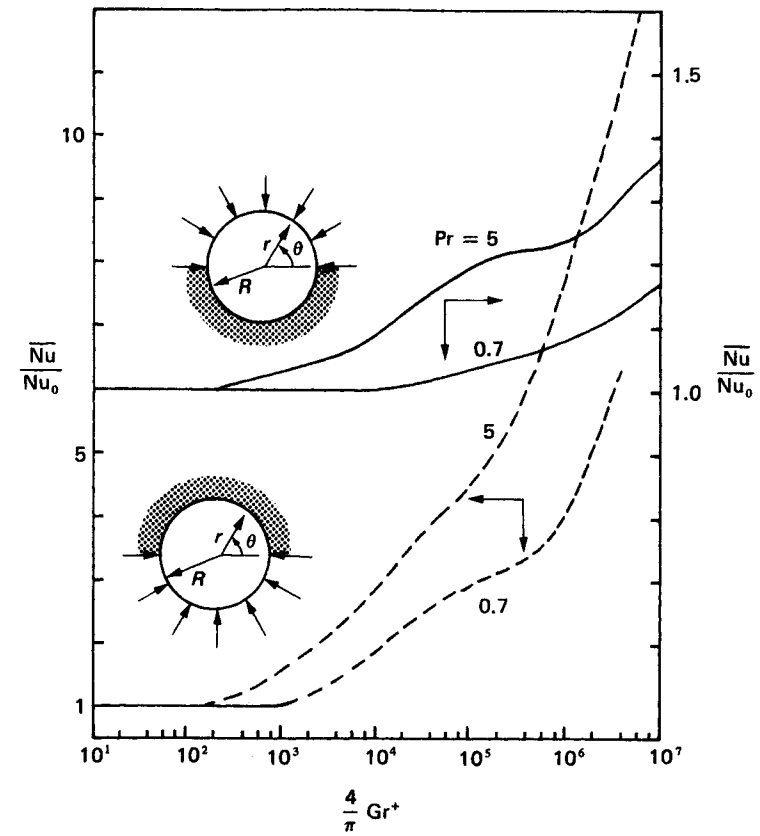 10
5
1
1.5
1.0
Nu
Nu₀
Nu
Nu₀
r
θ
R
Pr = 5
0.7
5
r
θ
R
0.7
10¹ 10² 10³ 10⁴ 10⁵ 10⁶ 10⁷
4/π Gr⁺